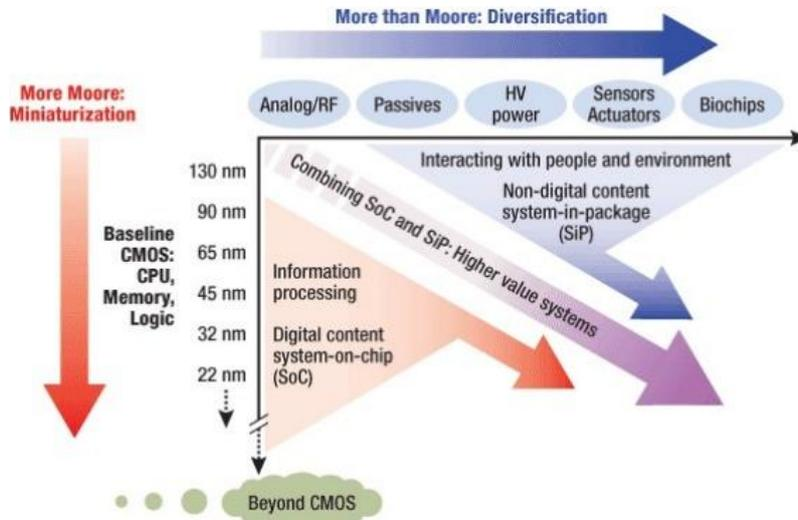 More than Moore: Diversification
More Moore:
Miniaturization
Analog/RF
Passives
HV
power
Sensors
Actuators
Biochips
130 nm
90 nm
65 nm
45 nm
32 nm
22 nm
Baseline
CMOS:
CPU,
Memory,
Logic
Interacting with people and environment
Non-digital content
system-in-package
(SiP)
Combining SoC and SiP: Higher value systems
Information
processing
Digital content
system-on-chip
(SoC)
Beyond CMOS